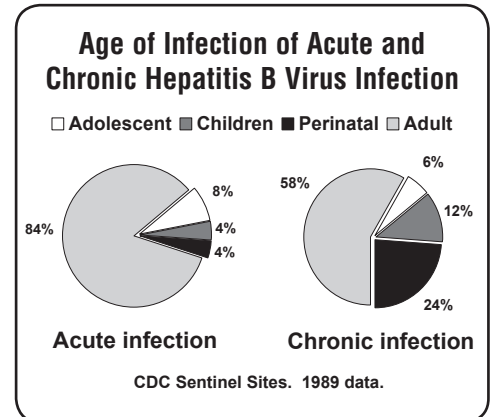 Age of Infection of Acute and
Chronic Hepatitis B Virus Infection
Adolescent Children Perinatal Adult
84%
8%
4%
4%
Acute infection
58%
6%
12%
24%
Chronic infection
CDC Sentinel Sites. 1989 data.